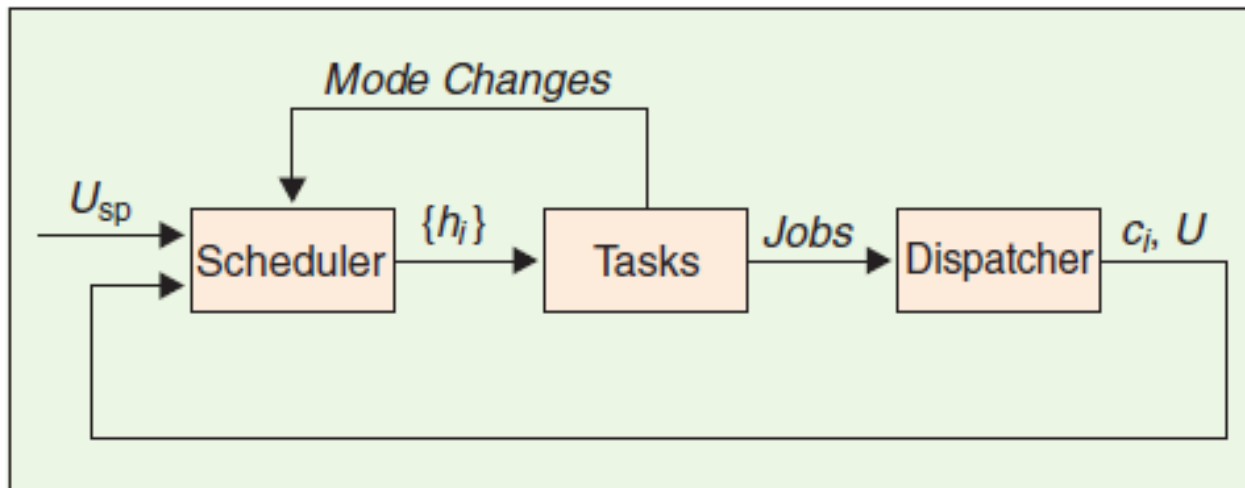 Mode Changes
U_sp
{h_i}
Jobs
c_i, U
Scheduler
Tasks
Dispatcher